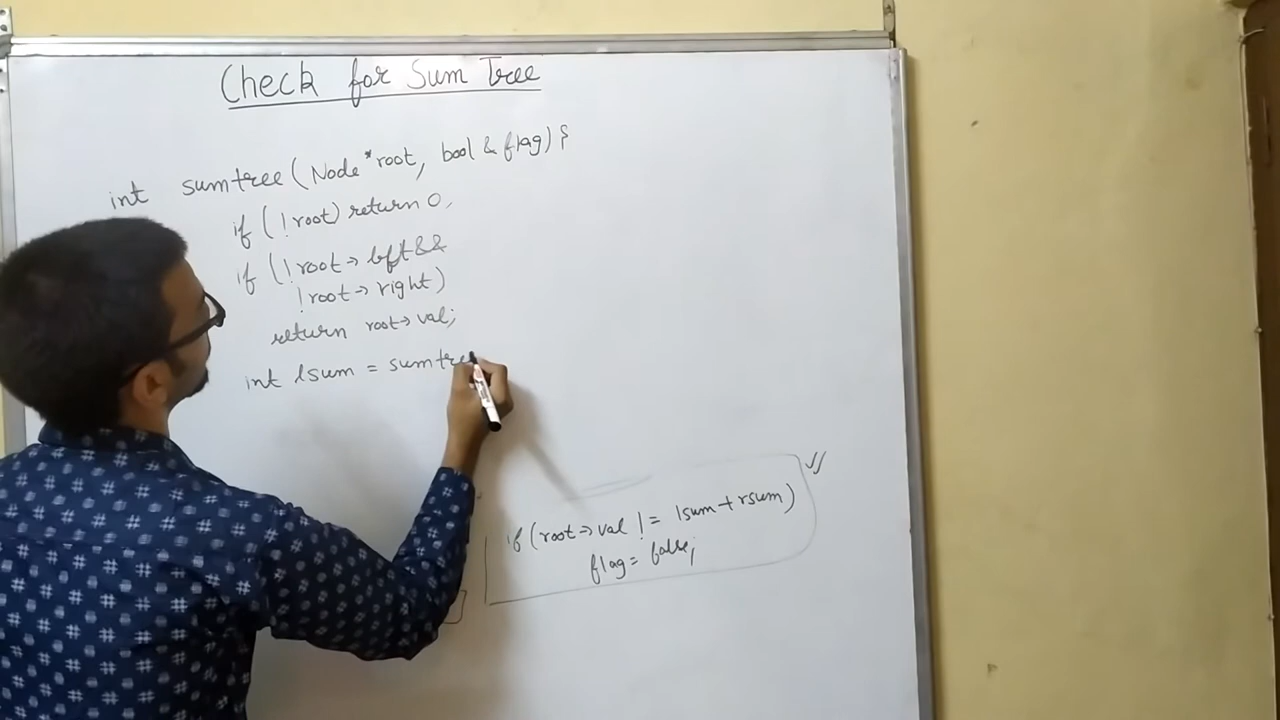 Check for Sum Tree
int sumtree(Node *root, bool & flag) {
if (!root) return 0;
if (!root->left &&
!root->right)
return root->val;
int lsum = sumtree
if (root->val != lsum+rsum)
flag = false;